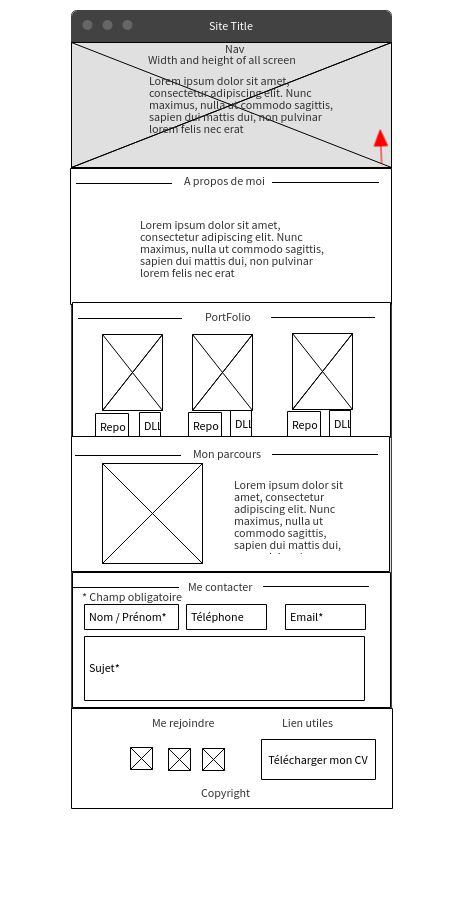 Site Title
Nav
Width and height of all screen
Lorem ipsum dolor sit amet,
consectetur adipiscing elit. Nunc
maximus, nulla ut commodo sagittis,
sapien dui mattis dui, non pulvinar
lorem felis nec erat
A propos de moi
Lorem ipsum dolor sit amet,
consectetur adipiscing elit. Nunc
maximus, nulla ut commodo sagittis,
sapien dui mattis dui, non pulvinar
lorem felis nec erat
PortFolio
Repo DLL Repo DLL Repo DLL
Mon parcours
Lorem ipsum dolor sit
amet, consectetur
adipiscing elit. Nunc
maximus, nulla ut
commodo sagittis,
sapien dui mattis dui,
Me contacter
* Champ obligatoire
Nom / Prénom* Téléphone Email*
Sujet*
Me rejoindre Lien utiles
Télécharger mon CV
Copyright